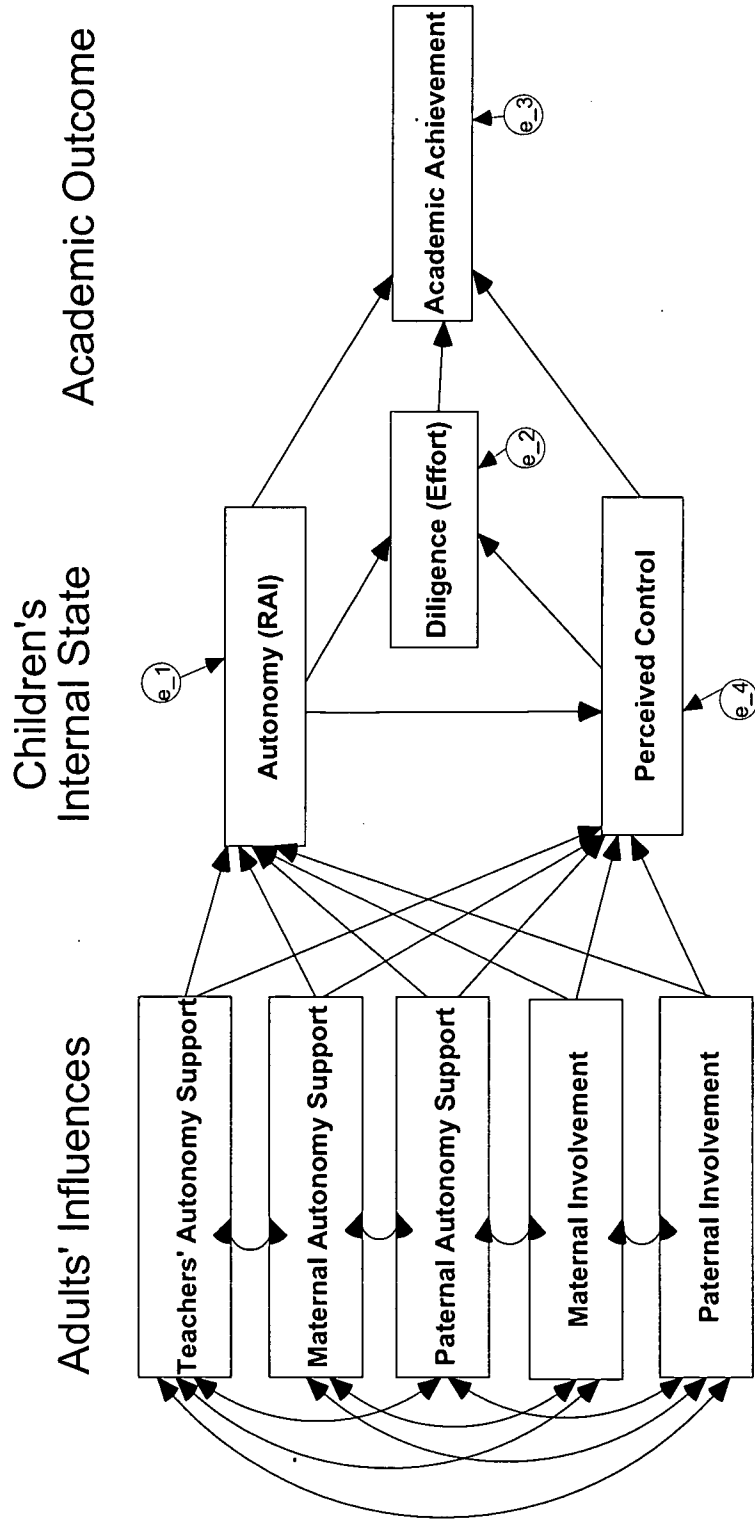 Adults' Influences
Children's
Internal State
Academic Outcome
Teachers' Autonomy Support
Maternal Autonomy Support
Paternal Autonomy Support
Maternal Involvement
Paternal Involvement
e_1
Autonomy (RAI)
Diligence (Effort)
e_2
Perceived Control
e_4
Academic Achievement
e_3